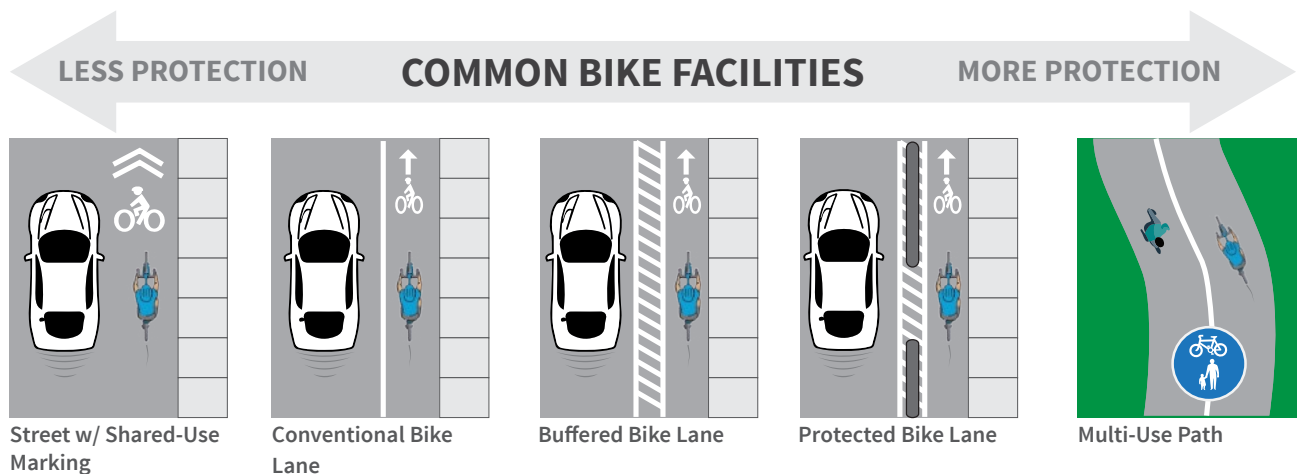 LESS PROTECTION
COMMON BIKE FACILITIES
MORE PROTECTION
Street w/ Shared-Use
Marking
Conventional Bike
Lane
Buffered Bike Lane
Protected Bike Lane
Multi-Use Path